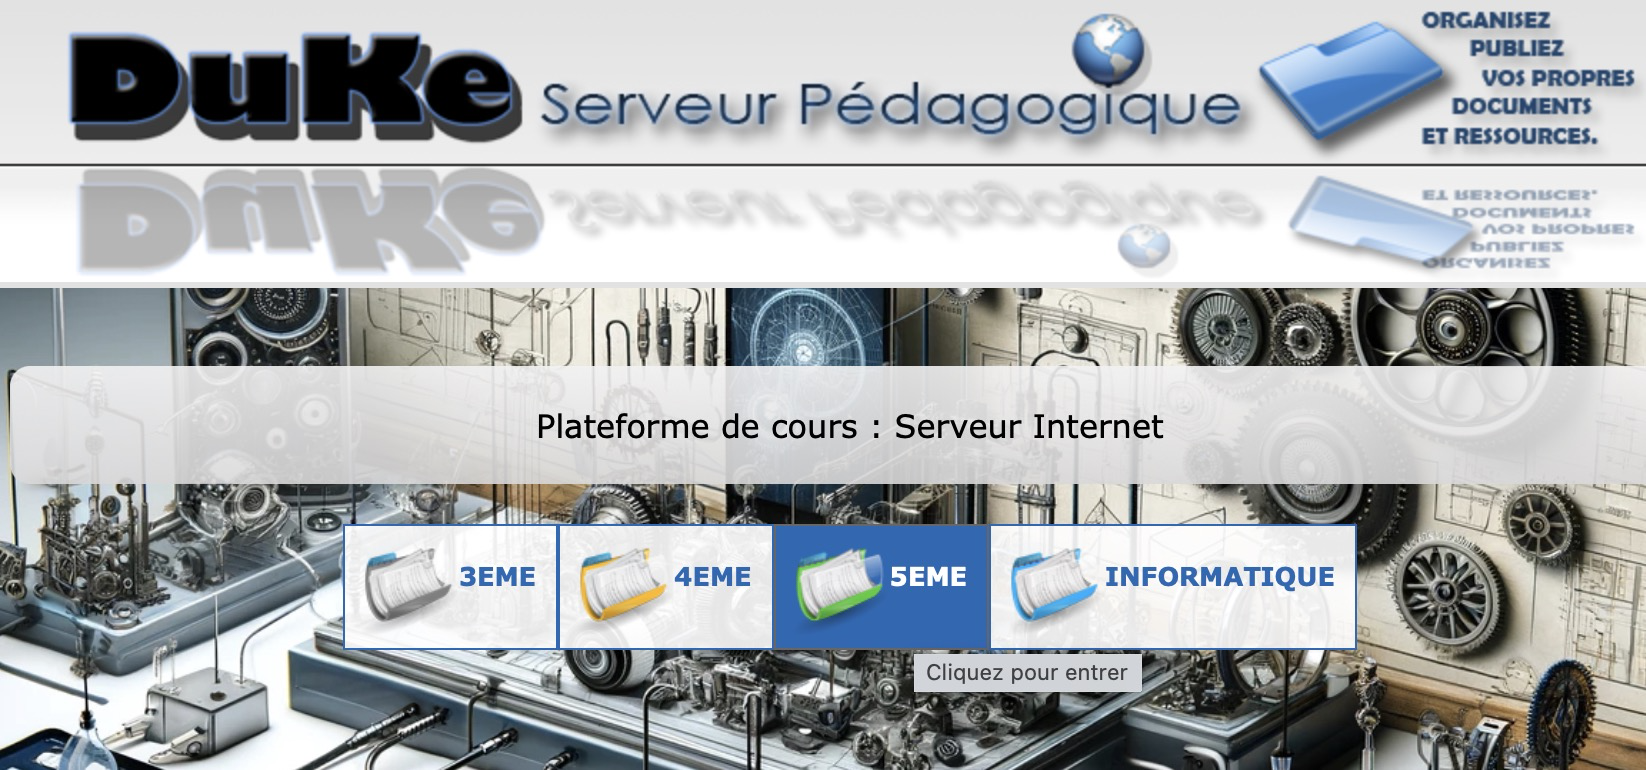 DuKe Serveur Pédagogique
ORGANISEZ
PUBLIEZ
VOS PROPRES
DOCUMENTS
ET RESSOURCES.
Plateforme de cours : Serveur Internet
3EME
4EME
5EME
INFORMATIQUE
Cliquez pour entrer